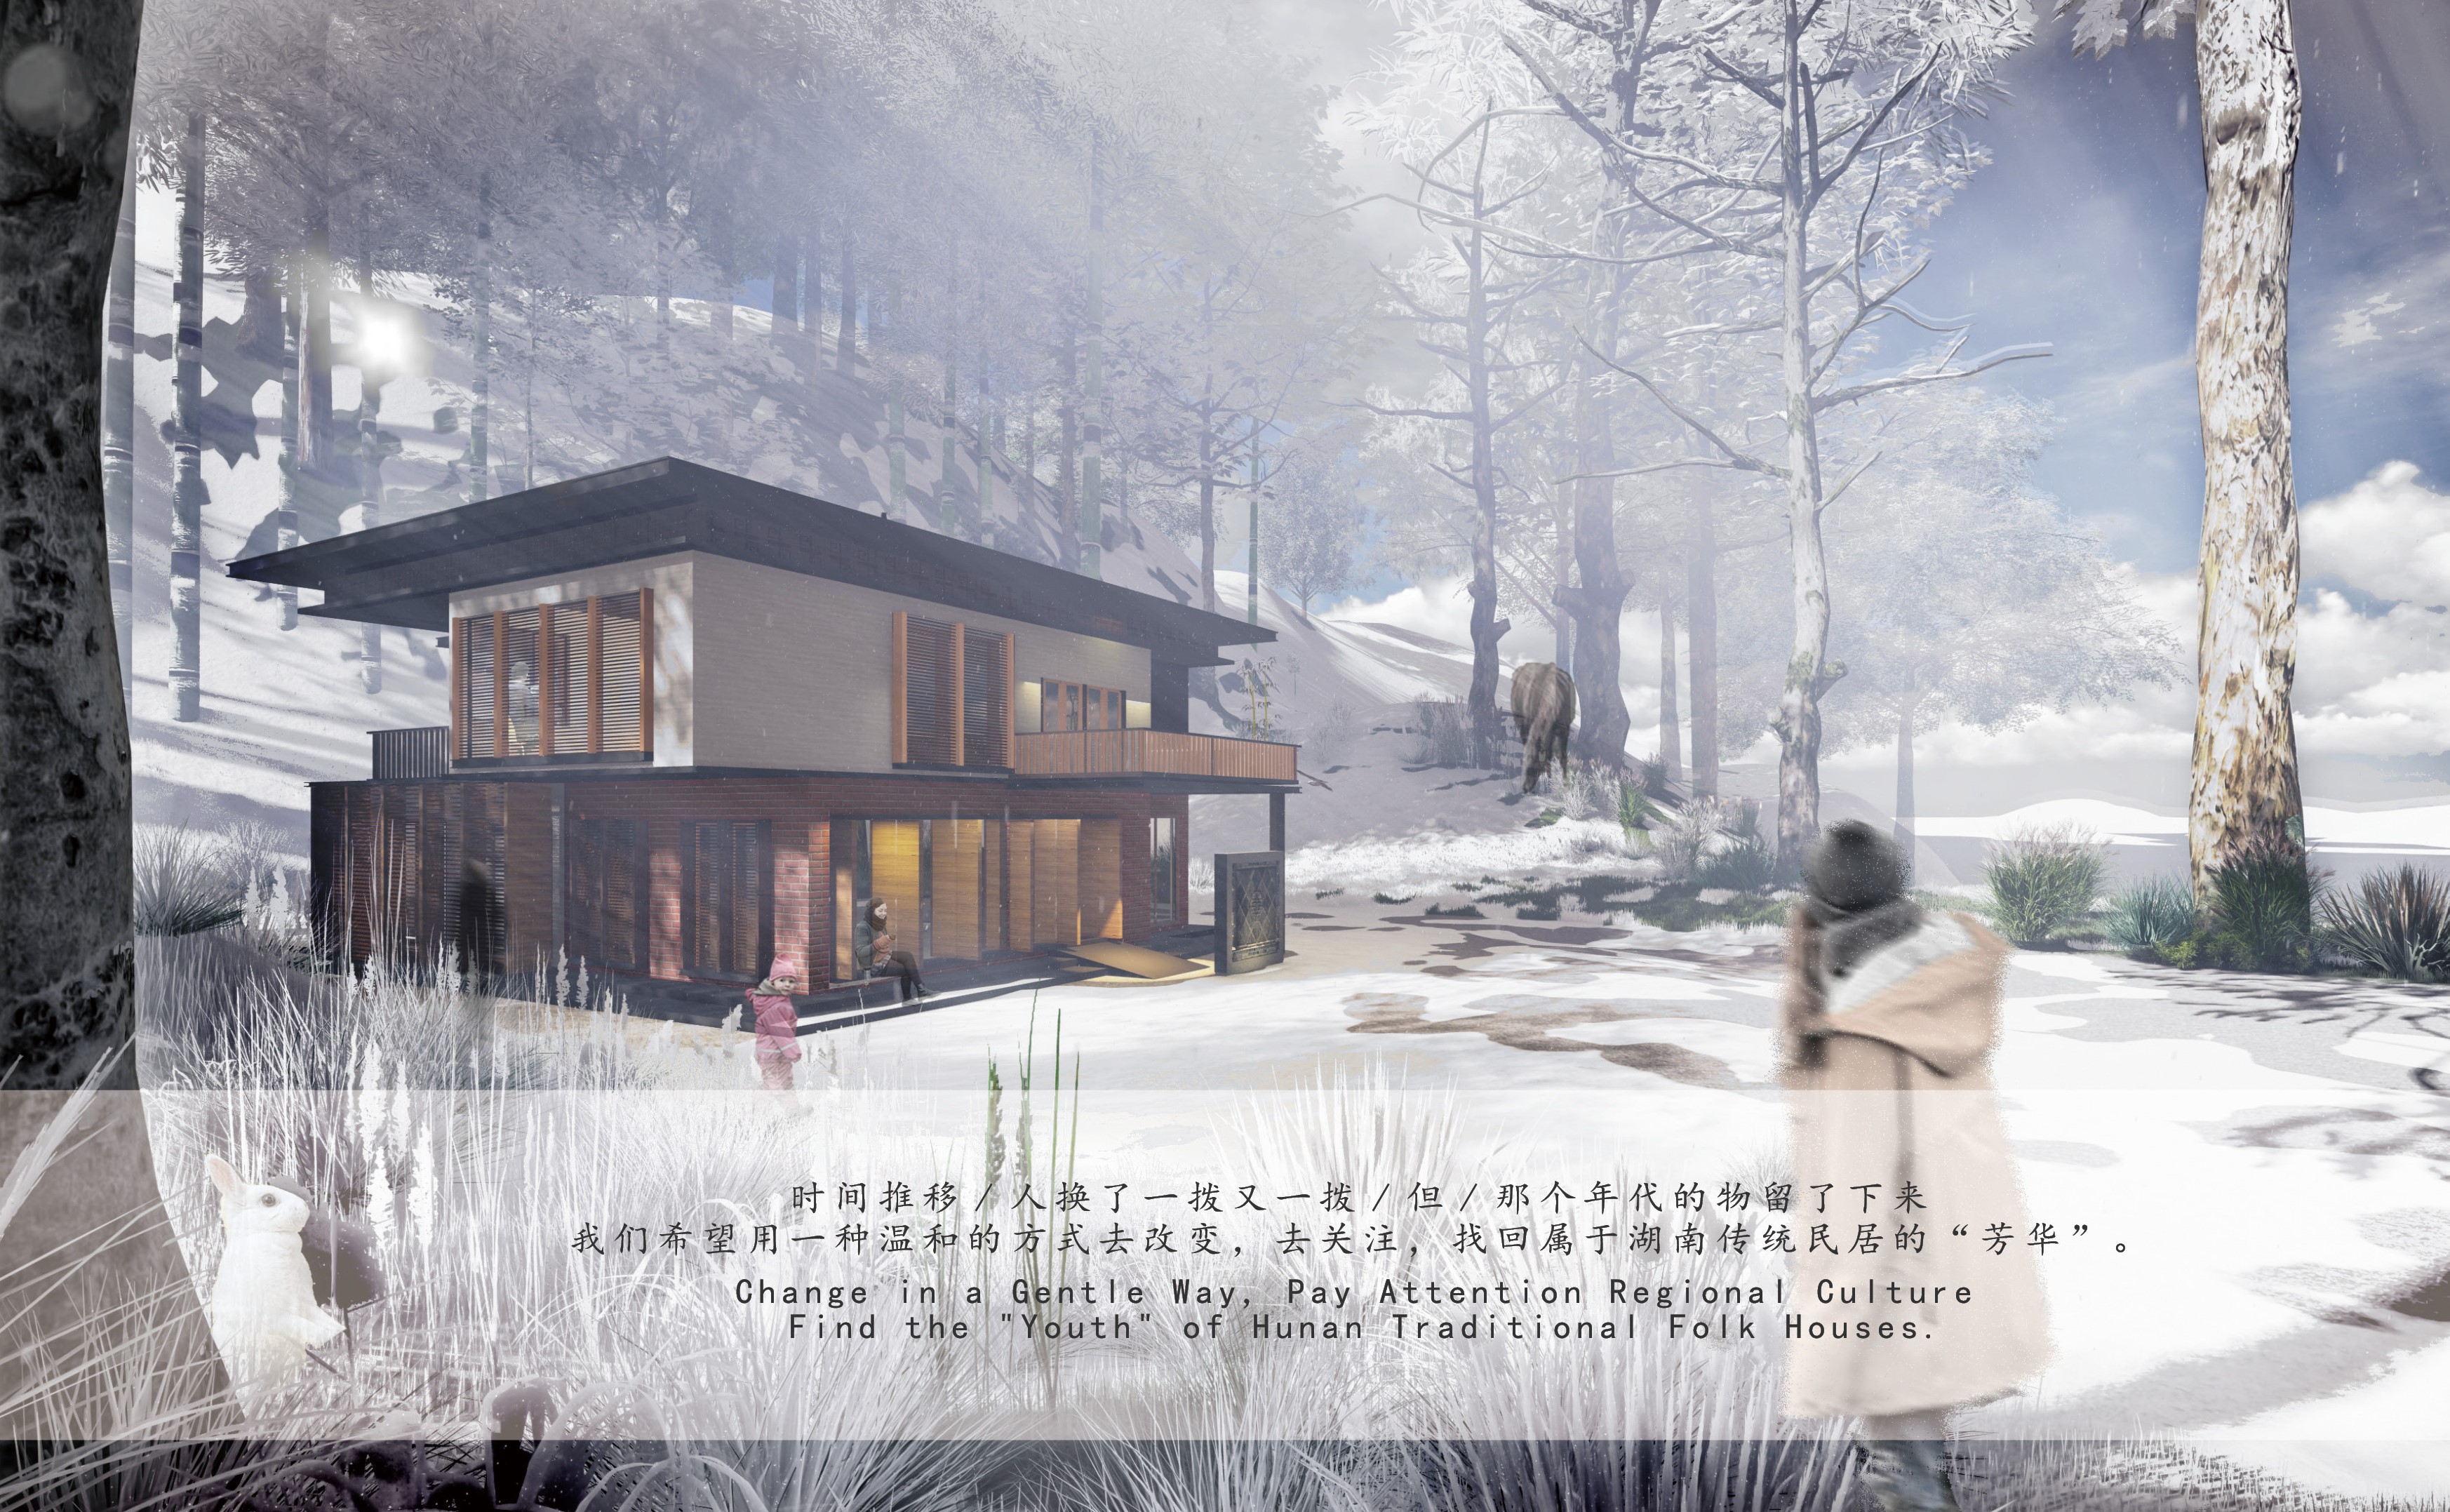 时间推移/人换了一拨又一拨/但/那个年代的物留了下来
我们希望用一种温和的方式去改变，去关注，找回属于湖南传统民居的“芳华”。
Change in a Gentle Way, Pay Attention Regional Culture
Find the "Youth" of Hunan Traditional Folk Houses.